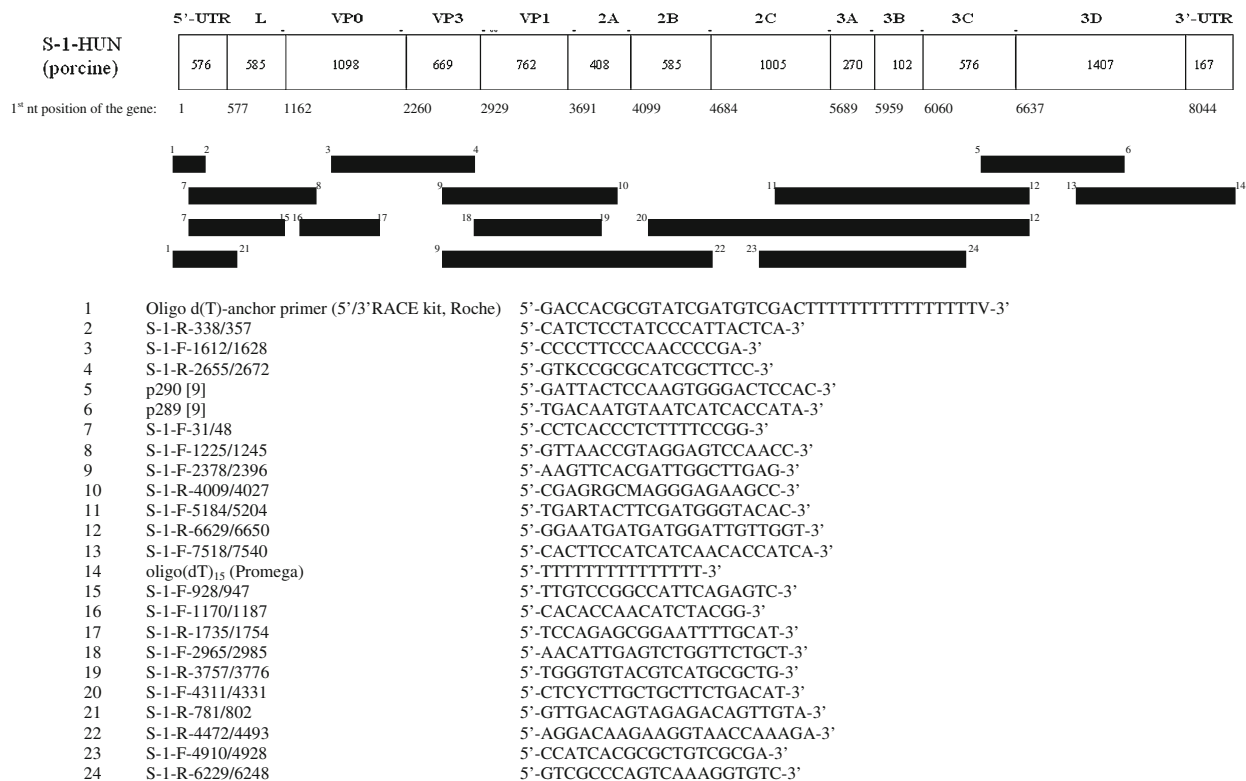 5’-UTR L VP0 VP3 VP1 2A 2B 2C 3A 3B 3C 3D 3’-UTR
S-1-HUN
(porcine)
576 585 1098 669 762 408 585 1005 270 102 576 1407 167
1st nt position of the gene: 1 577 1162 2260 2929 3691 4099 4684 5689 5959 6060 6637 8044
1 2 3 4 5 6
7 8 9 10 11 12 13 14
7 15 16 17 18 19 20 12
1 21 9 22 23 24
1 Oligo d(T)-anchor primer (5’/3’RACE kit, Roche) 5’-GACCACGCGTATCGATGTCGACTTTTTTTTTTTTTTTTV-3’
2 S-1-R-338/357 5’-CATCTCCTATCCCATTACTCA-3’
3 S-1-F-1612/1628 5’-CCCCTTCCCAACCCCGA-3’
4 S-1-R-2655/2672 5’-GTKCCGCGCATCGCTTCC-3’
5 p290 [9] 5’-GATTACTCCAAGTGGGACTCCAC-3’
6 p289 [9] 5’-TGACAATGTAATCATCACCATA-3’
7 S-1-F-31/48 5’-CCTCACCCTCTTTTCCGG-3’
8 S-1-F-1225/1245 5’-GTTAACCGTAGGAGTCCAACC-3’
9 S-1-F-2378/2396 5’-AAGTTCACGATTGGCTTGAG-3’
10 S-1-R-4009/4027 5’-CGAGRGCMAGGGAGAAGCC-3’
11 S-1-F-5184/5204 5’-TGARTACTTCGATGGGTACAC-3’
12 S-1-R-6629/6650 5’-GGAATGATGATGGATTGTTGGT-3’
13 S-1-F-7518/7540 5’-CACTTCCATCATCAACACCATCA-3’
14 oligo(dT)15 (Promega) 5’-TTTTTTTTTTTTTTT-3’
15 S-1-F-928/947 5’-TTGTCCGGCCATTCAGAGTC-3’
16 S-1-F-1170/1187 5’-CACACCAACATCTACGG-3’
17 S-1-R-1735/1754 5’-TCCAGAGCGGAATTTTGCAT-3’
18 S-1-F-2965/2985 5’-AACATTGAGTCTGGTTCTGCT-3’
19 S-1-R-3757/3776 5’-TGGGTGTACGTCATGCGCTG-3’
20 S-1-F-4311/4331 5’-CTCYCTTGCTGCTTCTGACAT-3’
21 S-1-R-781/802 5’-GTTGACAGTAGAGACAGTTGTA-3’
22 S-1-R-4472/4493 5’-AGGACAAGAAGGTAACCAAAGA-3’
23 S-1-F-4910/4928 5’-CCATCACGCGCTGTCGCGA-3’
24 S-1-R-6229/6248 5’-GTCGCCCAGTCAAAGGTGTC-3’